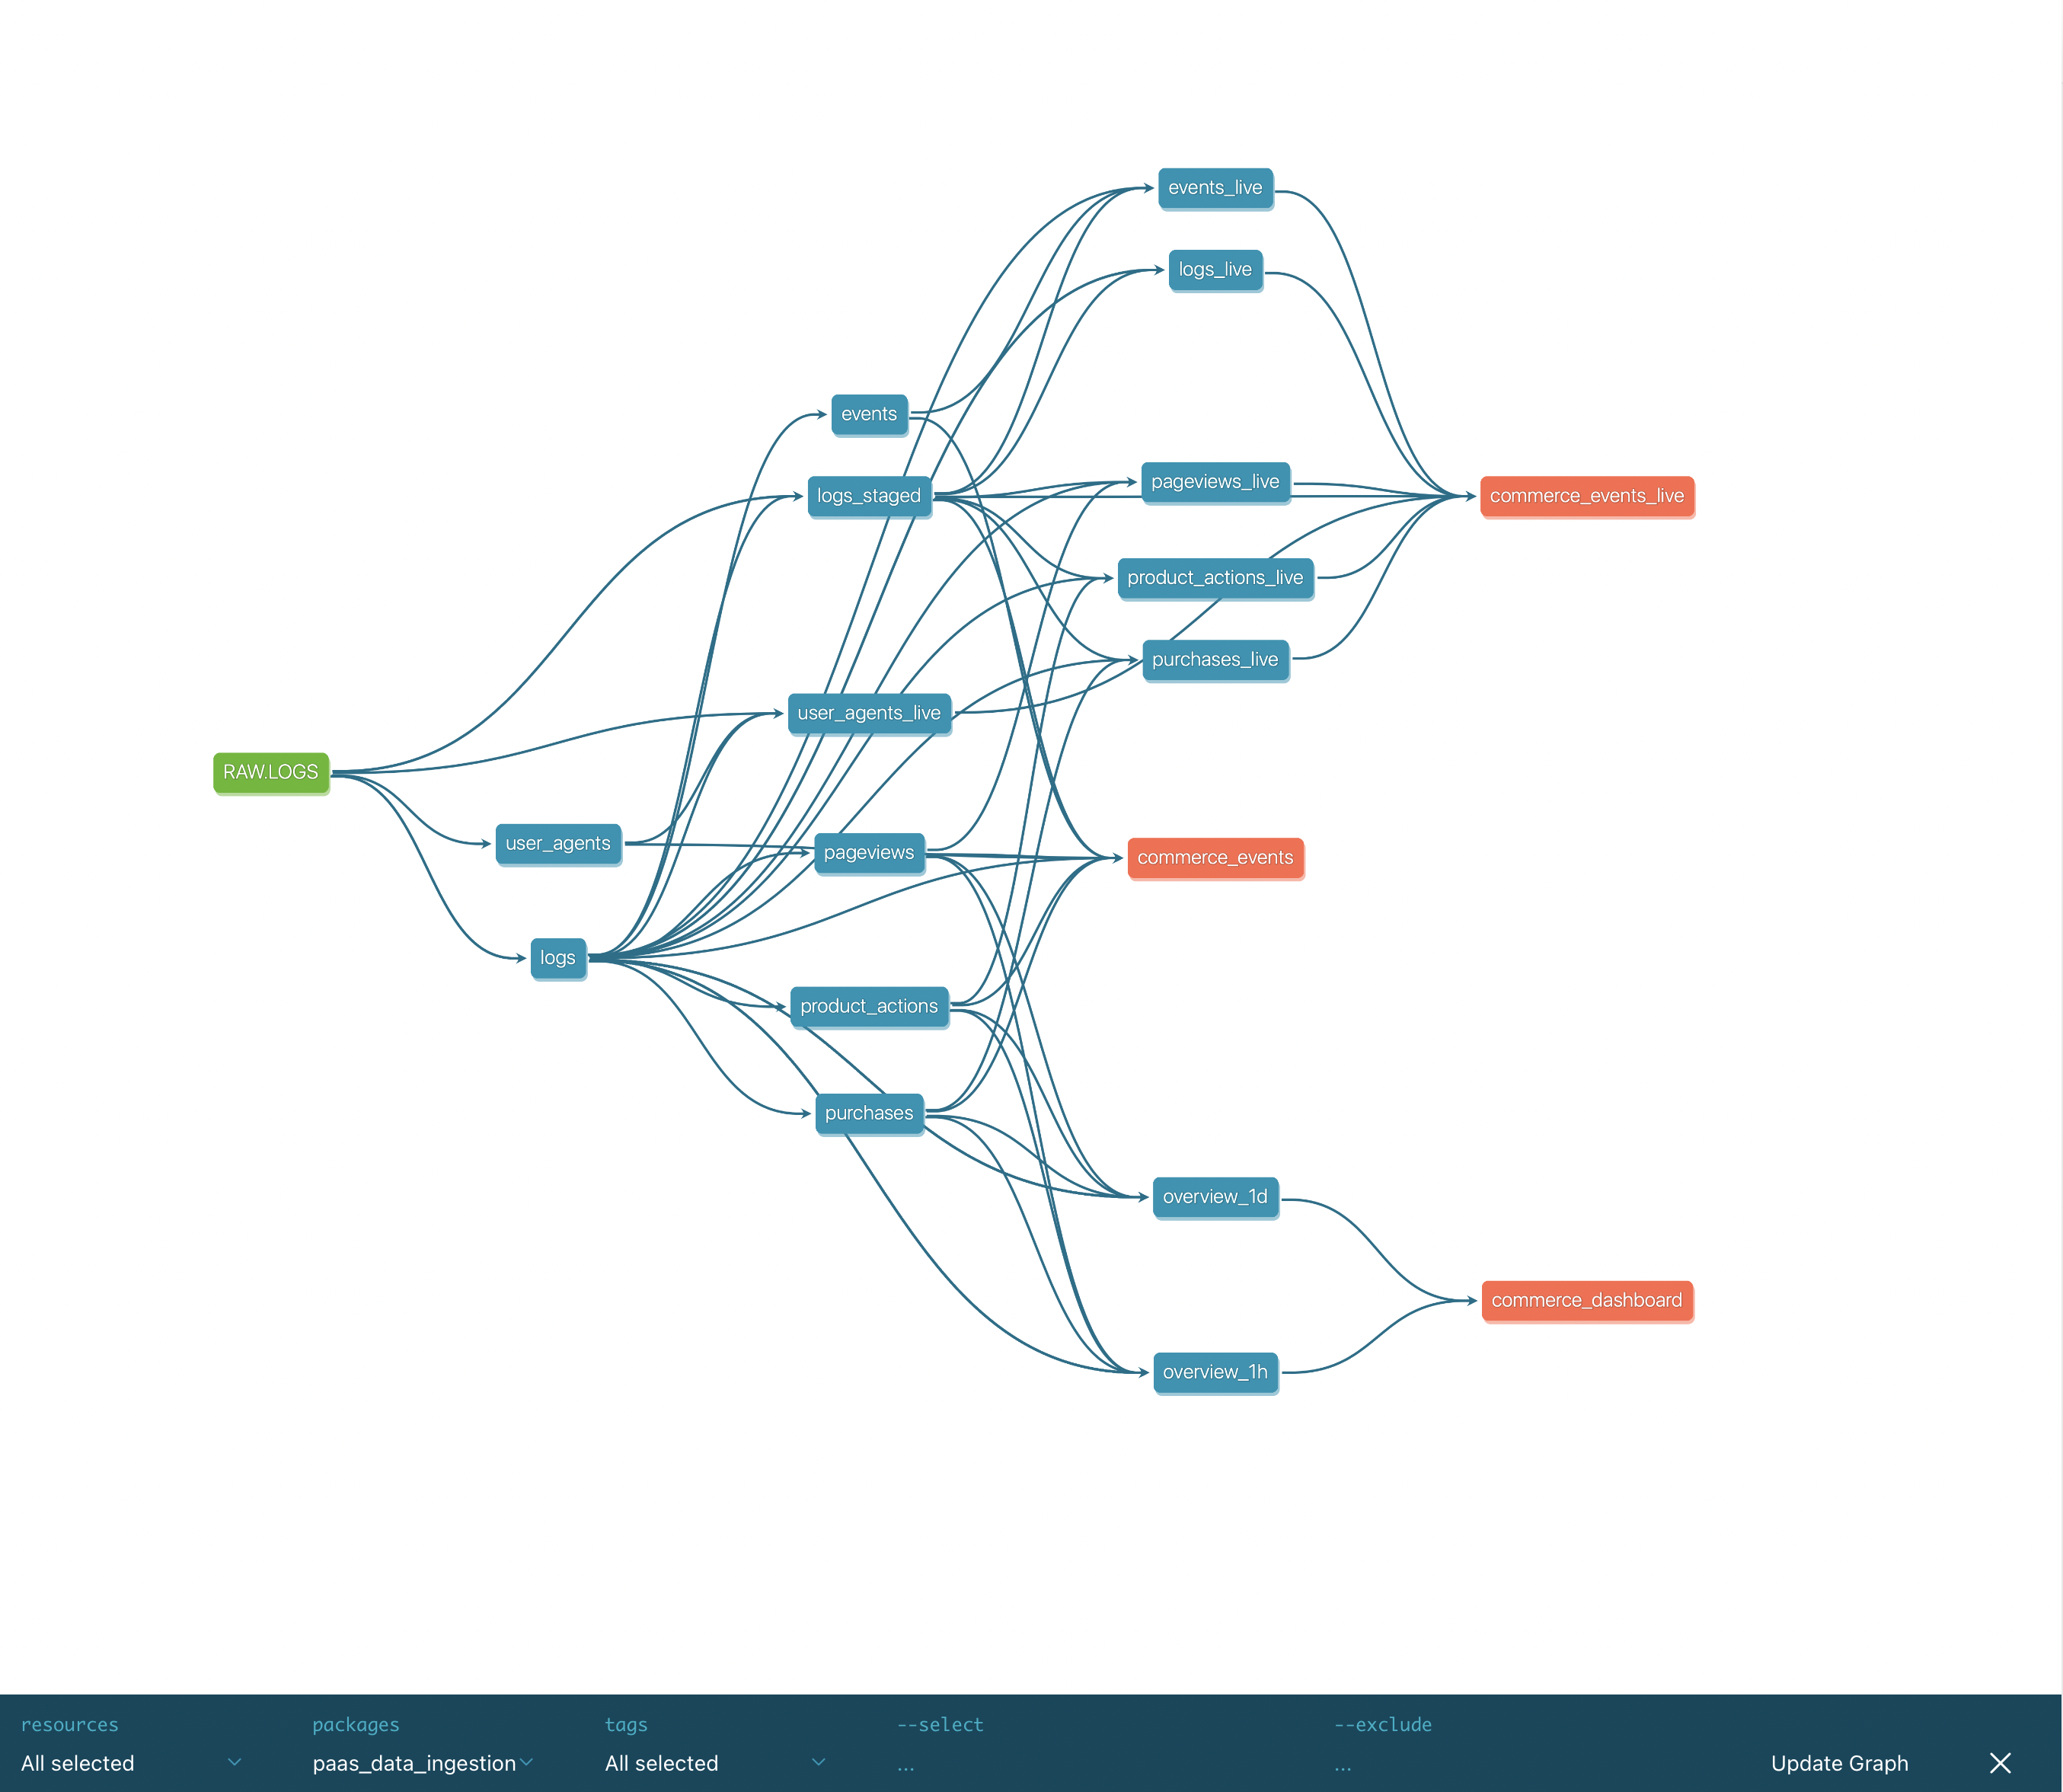 events_live
logs_live
events
logs_staged
pageviews_live
commerce_events_live
product_actions_live
purchases_live
user_agents_live
RAW.LOGS
user_agents
pageviews
commerce_events
logs
product_actions
purchases
overview_1d
commerce_dashboard
overview_1h
resources packages tags --select --exclude
All selected paas_data_ingestion All selected ... ... Update Graph